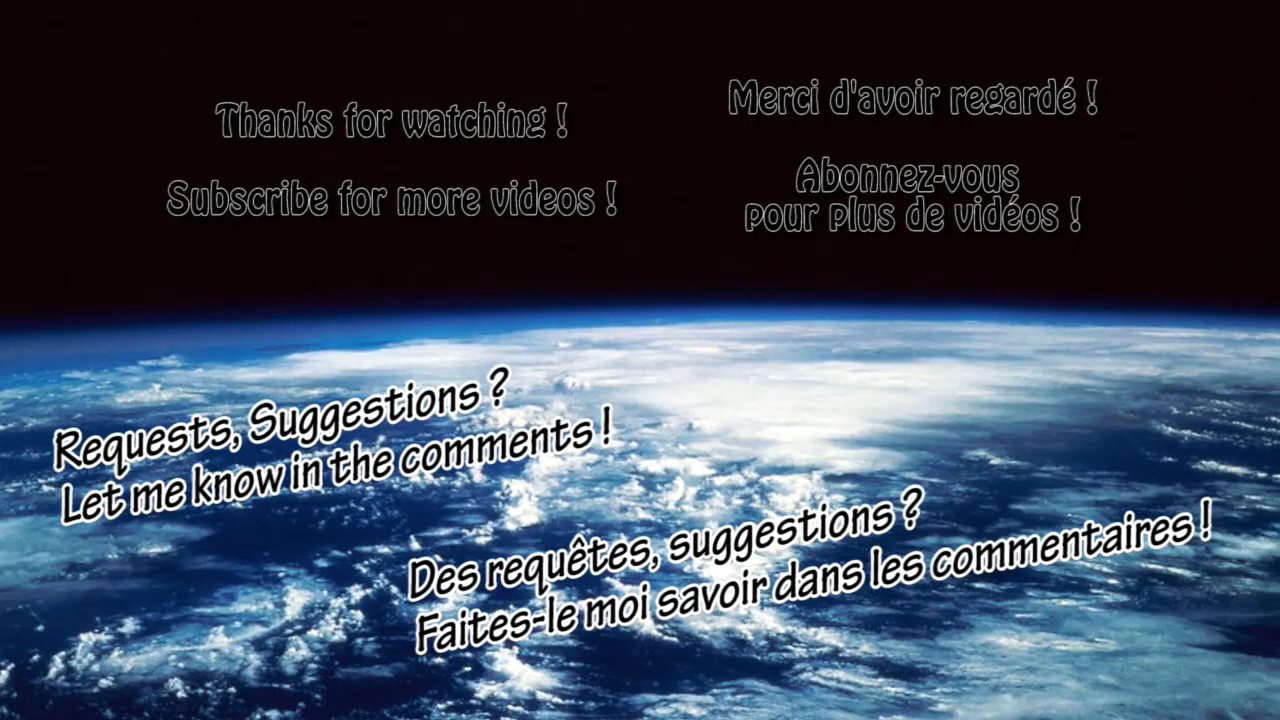 Thanks for watching !
Subscribe for more videos !
Merci d'avoir regardé !
Abonnez-vous
pour plus de vidéos !
Requests, Suggestions ?
Let me know in the comments !
Des requêtes, suggestions ?
Faites-le moi savoir dans les commentaires !